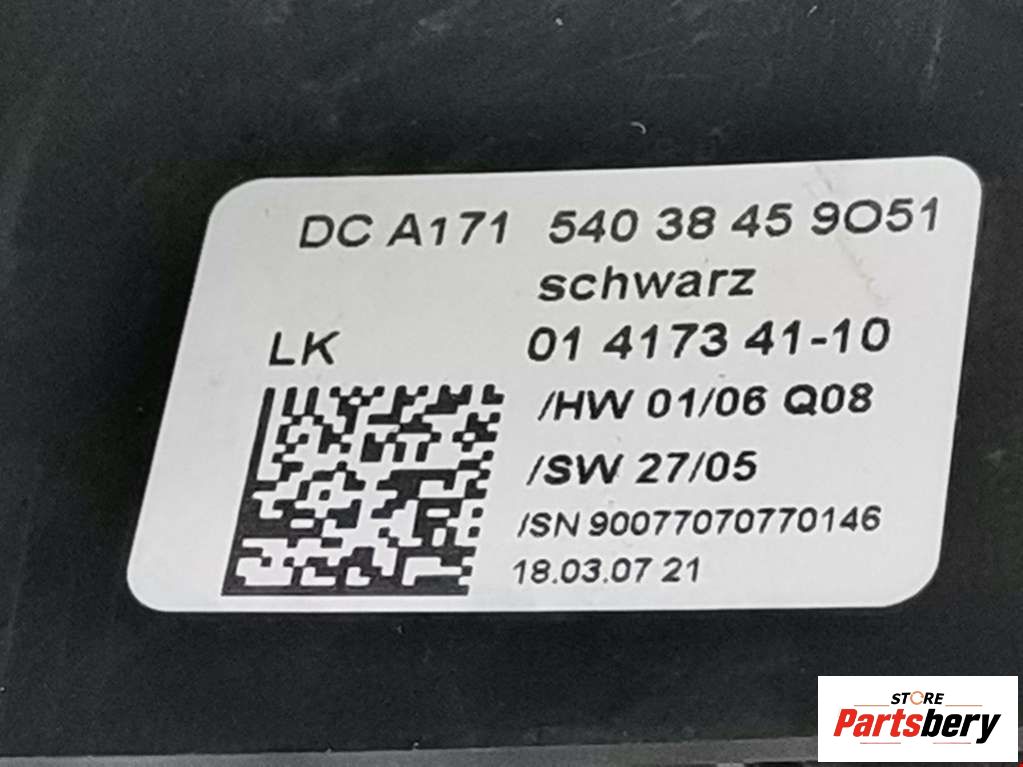 DC A171 540 38 45 9O51
schwarz
LK 01 4173 41-10
/HW 01/06 Q08
/SW 27/05
/SN 90077070770146
18.03.07 21
STORE
Partsbery